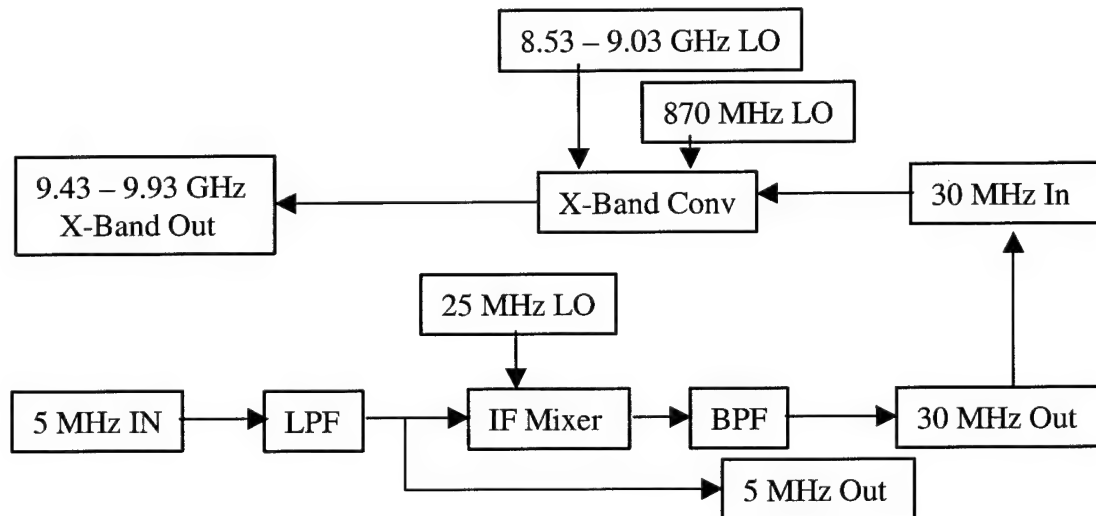 8.53 – 9.03 GHz LO
870 MHz LO
9.43 – 9.93 GHz
X-Band Out
X-Band Conv
30 MHz In
25 MHz LO
5 MHz IN
LPF
IF Mixer
BPF
30 MHz Out
5 MHz Out